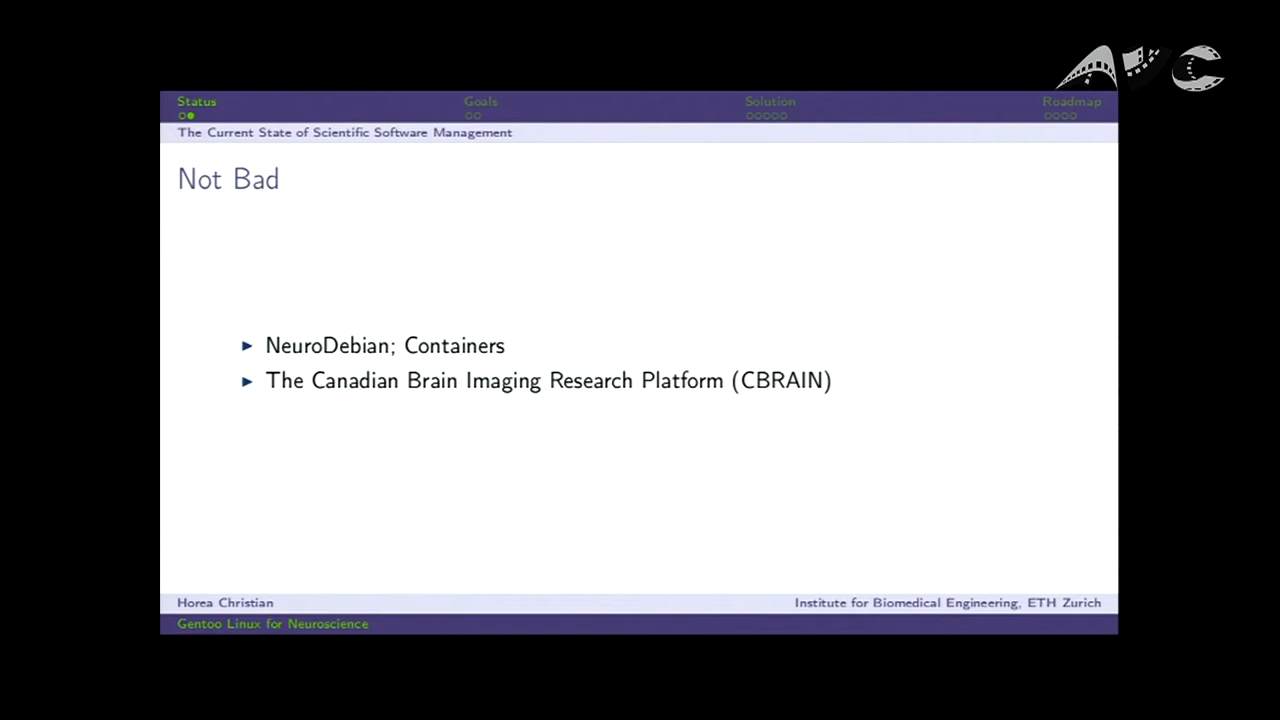 AVC
Status Goals Solution Roadmap
The Current State of Scientific Software Management
Not Bad
► NeuroDebian; Containers
► The Canadian Brain Imaging Research Platform (CBRAIN)
Horea Christian Institute for Biomedical Engineering, ETH Zurich
Gentoo Linux for Neuroscience